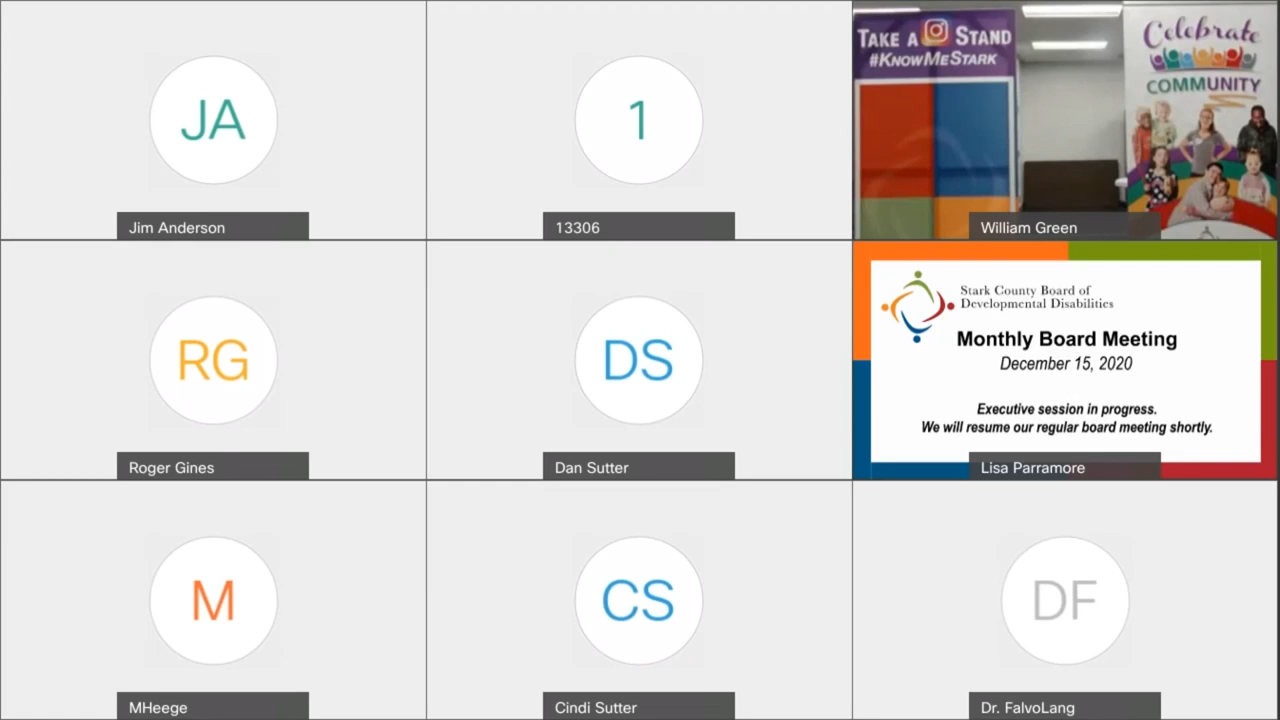 JA
Jim Anderson
1
13306
TAKE A STAND
#KNOWMESTARK
Celebrate
COMMUNITY
William Green
RG
Roger Gines
DS
Dan Sutter
Stark County Board of
Developmental Disabilities
Monthly Board Meeting
December 15, 2020
Executive session in progress.
We will resume our regular board meeting shortly.
Lisa Parramore
M
MHeege
CS
Cindi Sutter
DF
Dr. FalvoLang